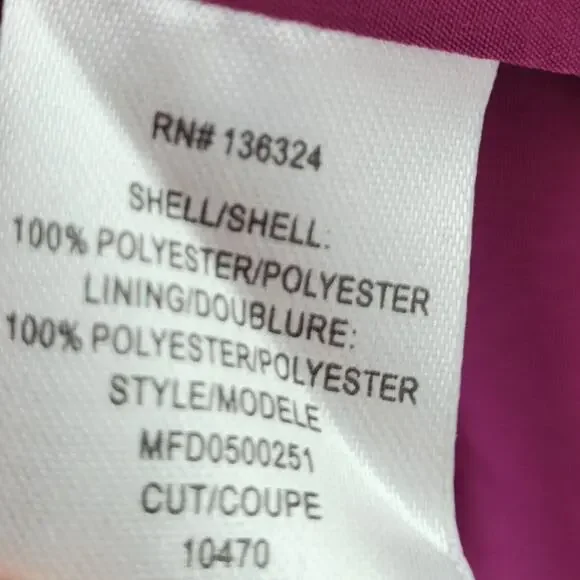 RN# 136324
SHELL/SHELL:
100% POLYESTER/POLYESTER
LINING/DOUBLURE:
100% POLYESTER/POLYESTER
STYLE/MODELE
MFD0500251
CUT/COUPE
10470